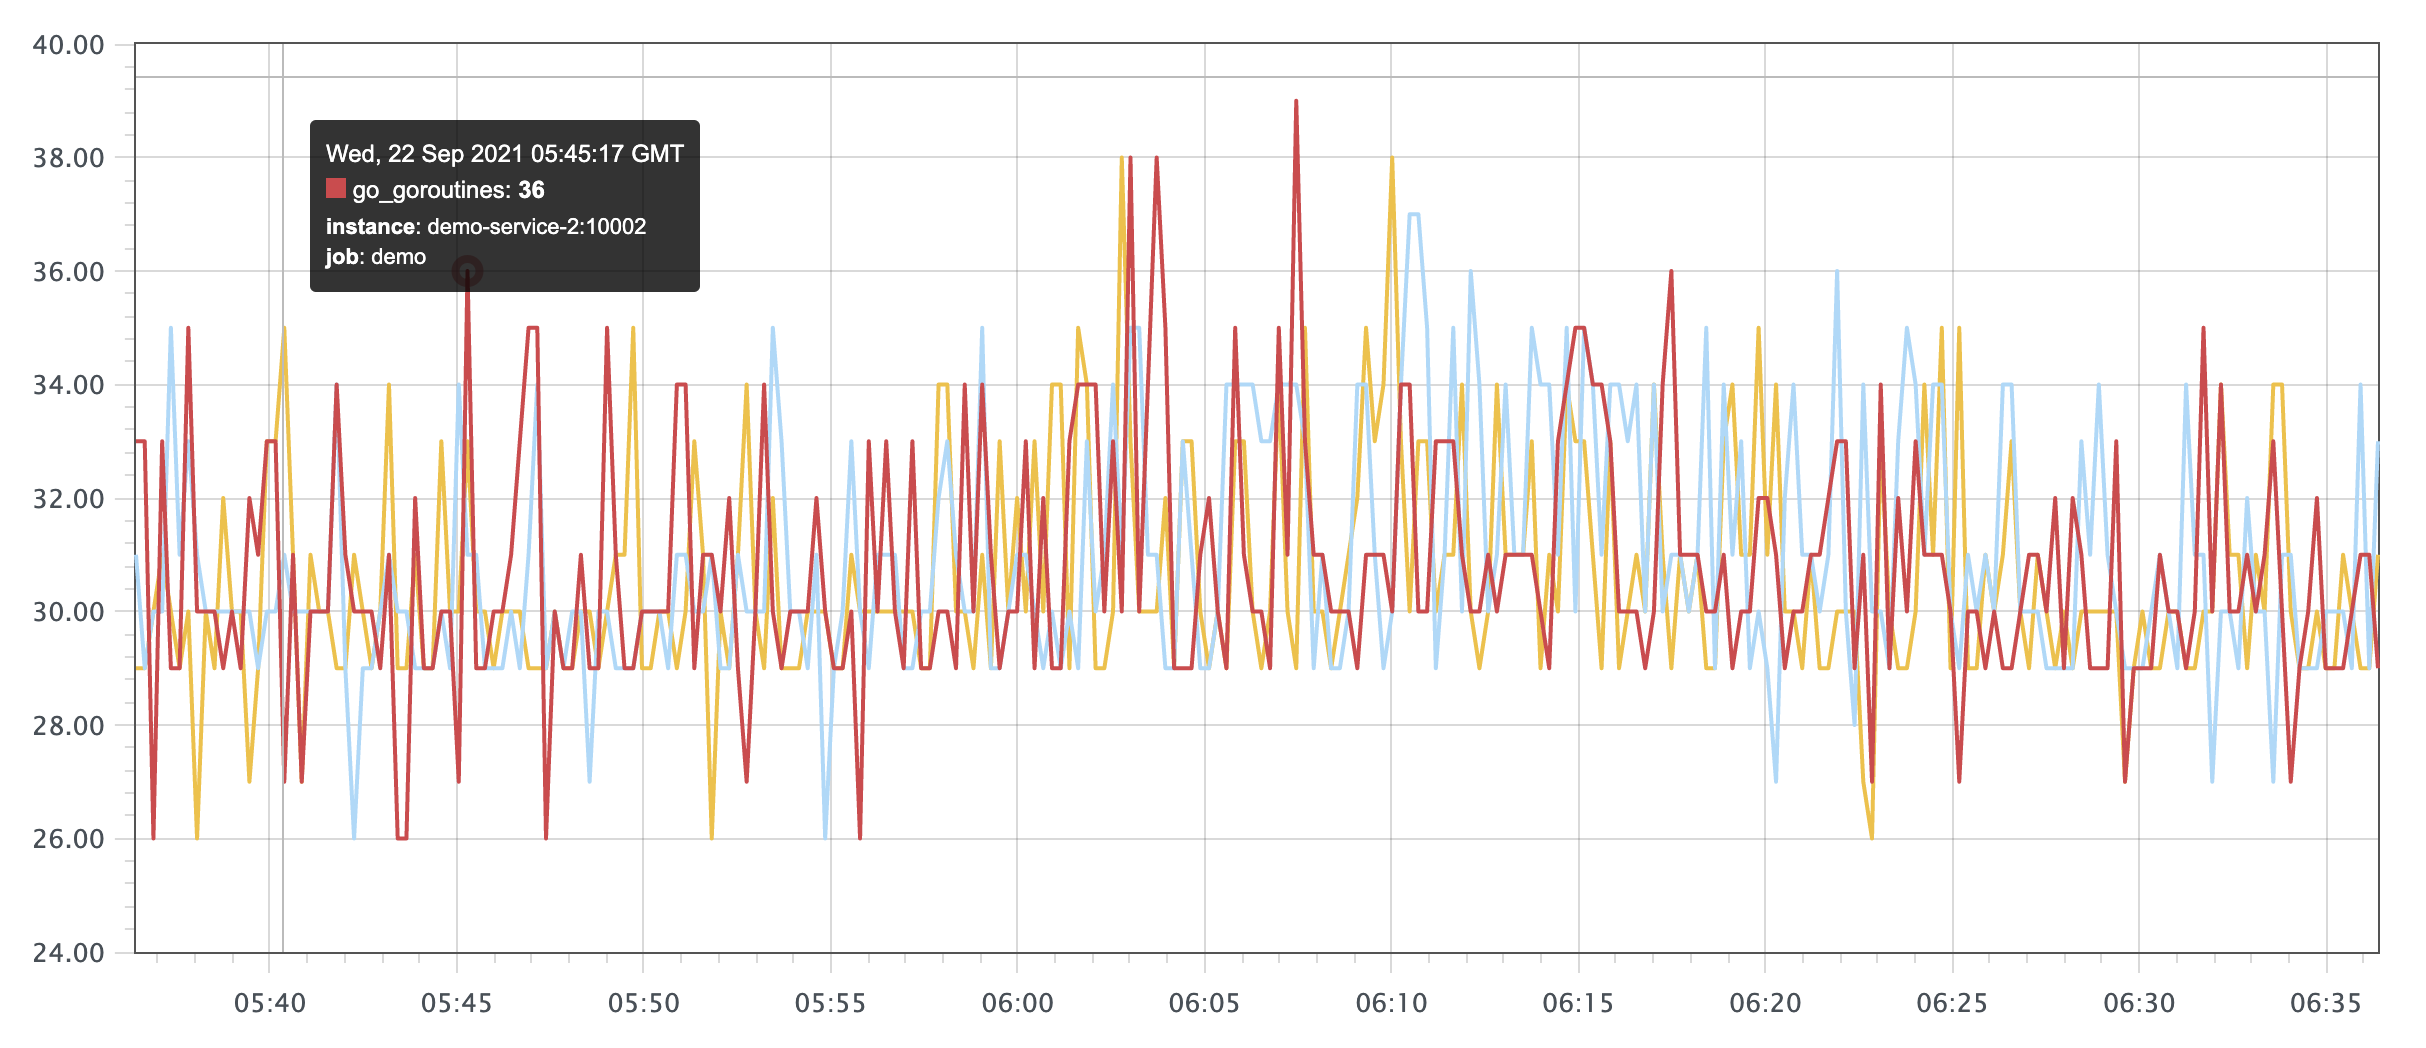 40.00
38.00
36.00
34.00
32.00
30.00
28.00
26.00
24.00
Wed, 22 Sep 2021 05:45:17 GMT
go_goroutines: 36
instance: demo-service-2:10002
job: demo
05:40 05:45 05:50 05:55 06:00 06:05 06:10 06:15 06:20 06:25 06:30 06:35